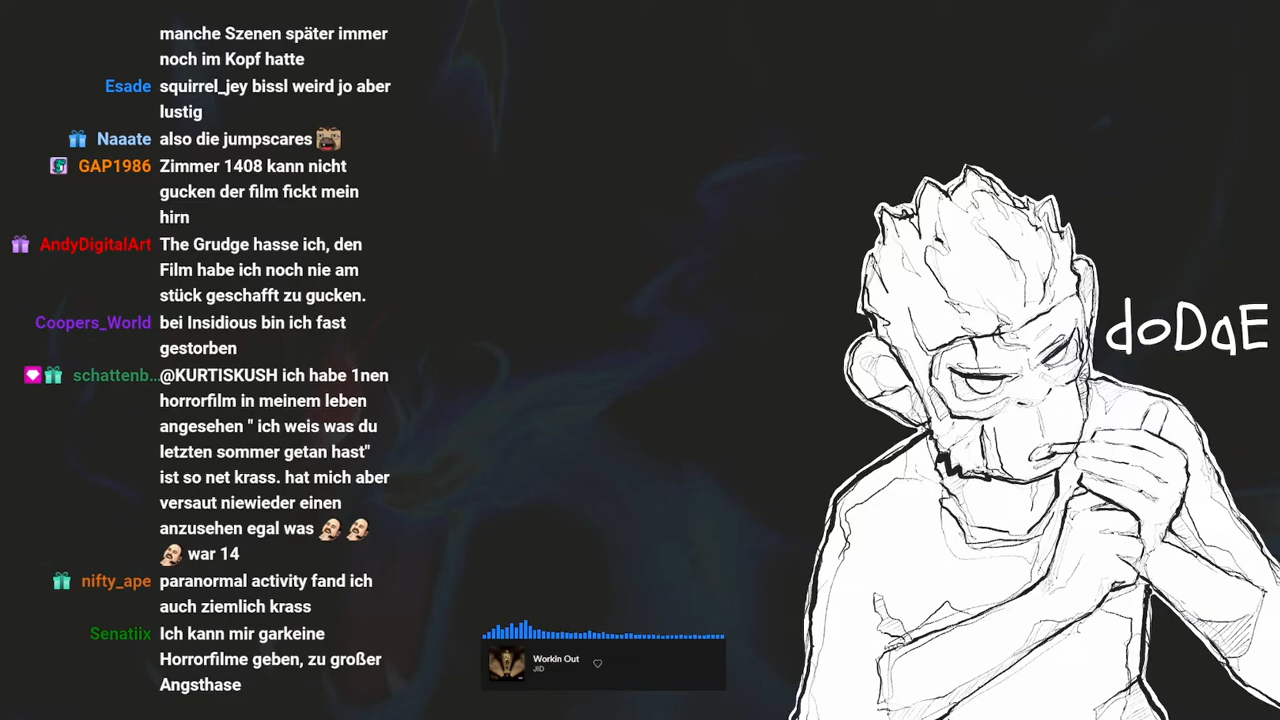 manche Szenen später immer
noch im Kopf hatte
Esade squirrel_jey bissl weird jo aber
lustig
Naaate also die jumpscares
GAP1986 Zimmer 1408 kann nicht
gucken der film fickt mein
hirn
AndyDigitalArt The Grudge hasse ich, den
Film habe ich noch nie am
stück geschafft zu gucken.
Coopers_World bei Insidious bin ich fast
gestorben
schattenb... @KURTISKUSH ich habe 1nen
horrorfilm in meinem leben
angesehen " ich weis was du
letzten sommer getan hast"
ist so net krass. hat mich aber
versaut niewieder einen
anzusehen egal was
war 14
nifty_ape paranormal activity fand ich
auch ziemlich krass
Senatiix Ich kann mir garkeine
Horrorfilme geben, zu großer
Angsthase
doDaE
Workin Out
JID